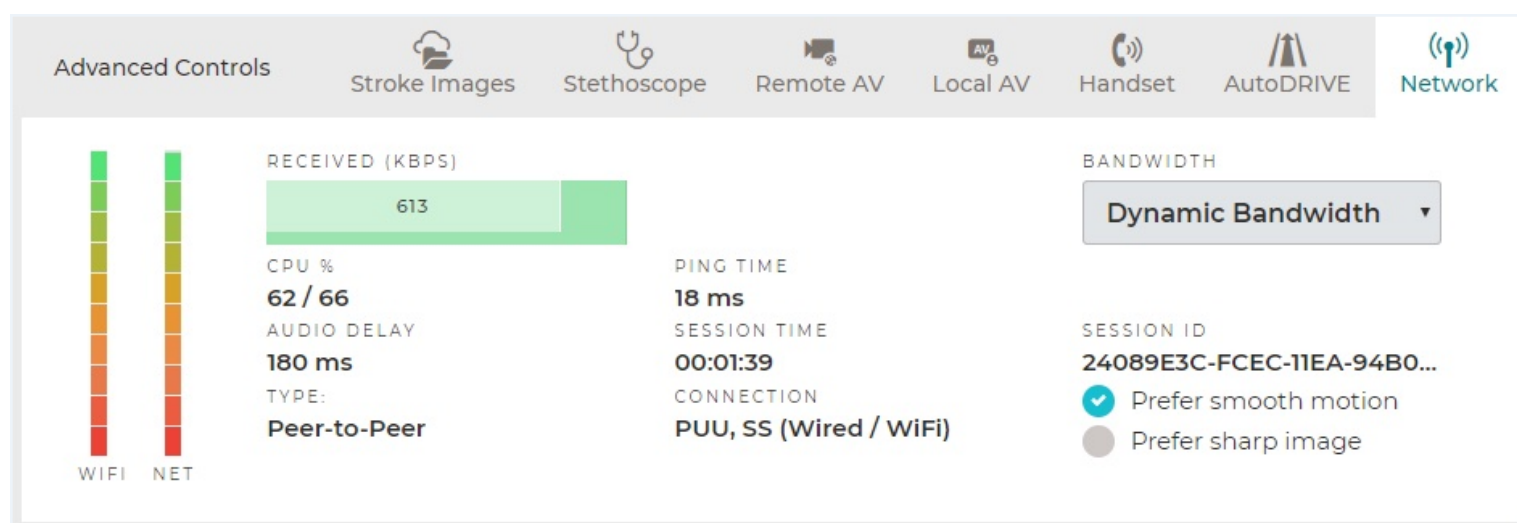 Advanced Controls
Stroke Images
Stethoscope
Remote AV
AV
Local AV
Handset
AutoDRIVE
Network
RECEIVED (KBPS)
613
BANDWIDTH
Dynamic Bandwidth
CPU %
62 / 66
PING TIME
18 ms
AUDIO DELAY
180 ms
SESSION TIME
00:01:39
SESSION ID
24089E3C-FCEC-11EA-94B0...
TYPE:
Peer-to-Peer
CONNECTION
PUU, SS (Wired / WiFi)
Prefer smooth motion
Prefer sharp image
WIFI
NET